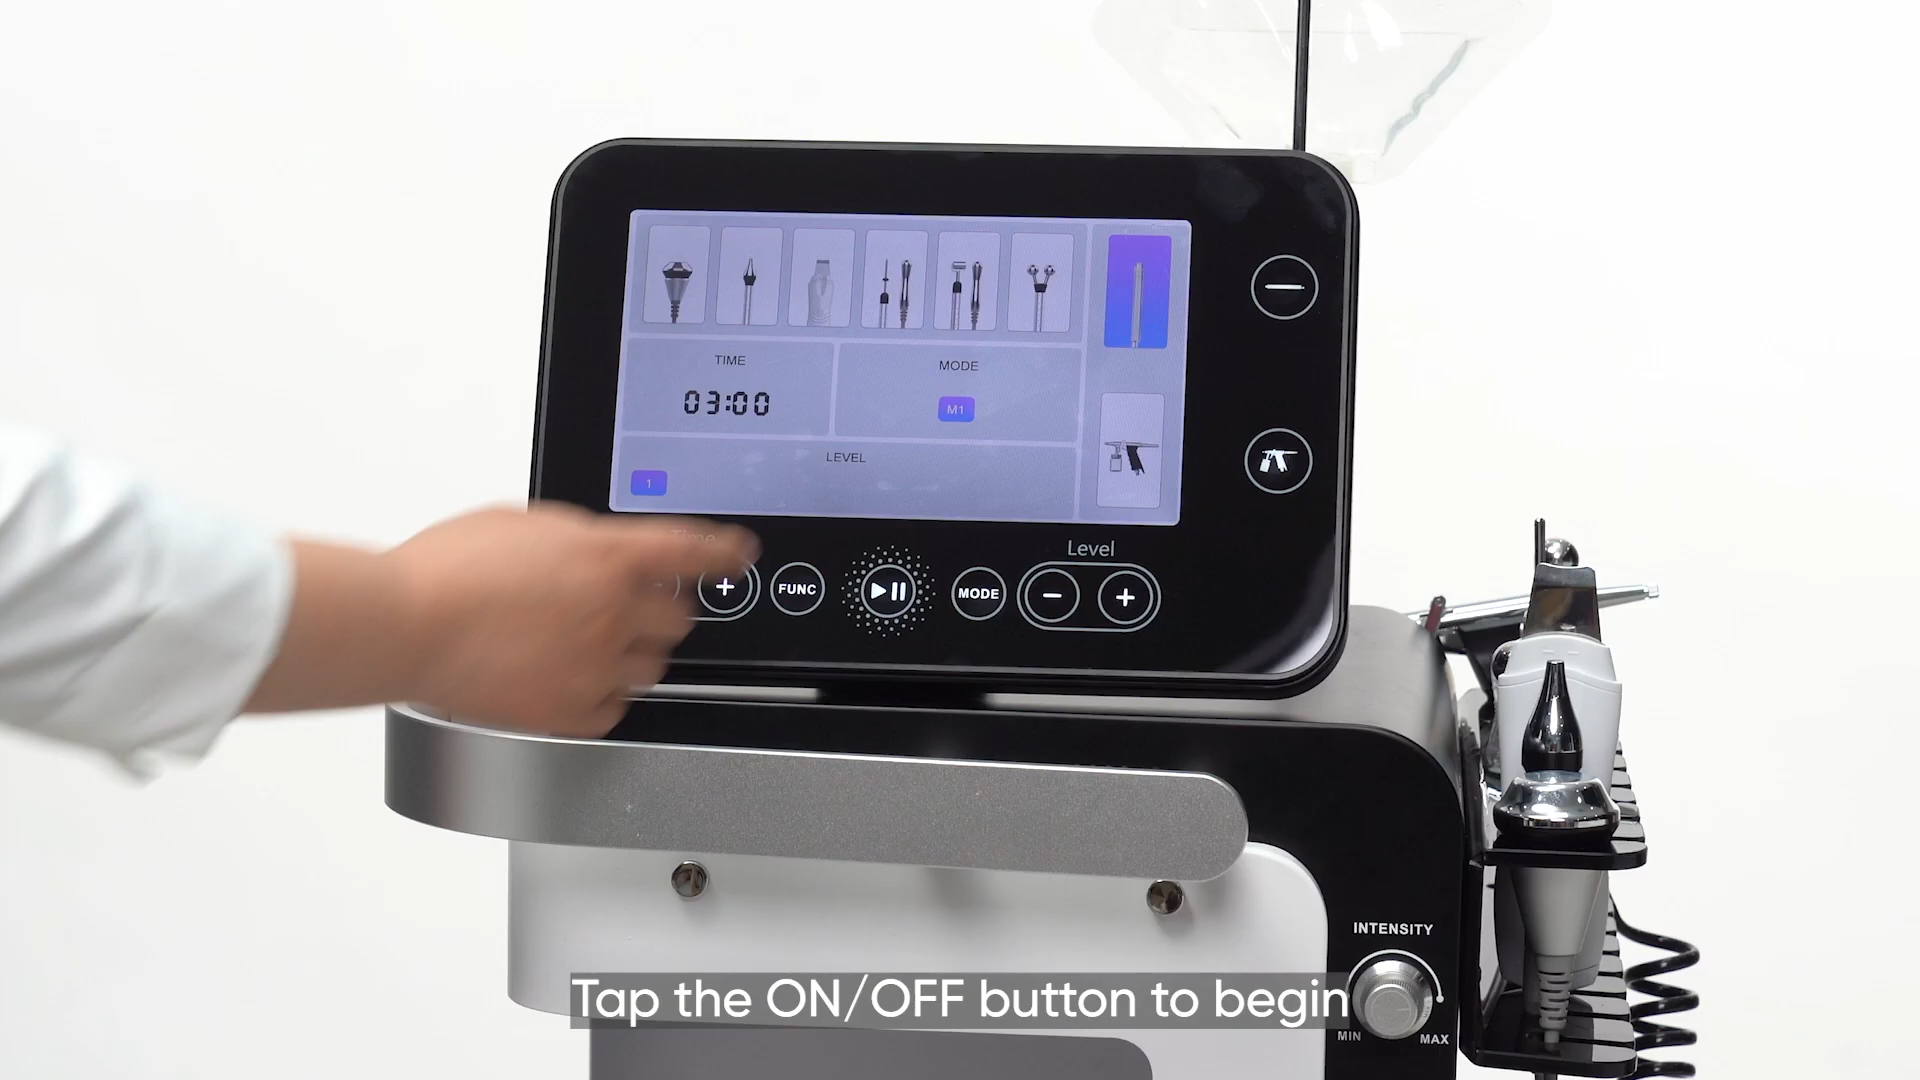 TIME
MODE
03:00
M1
LEVEL
1
Time
Level
FUNC
MODE
INTENSITY
MIN
MAX
Tap the ON/OFF button to begin